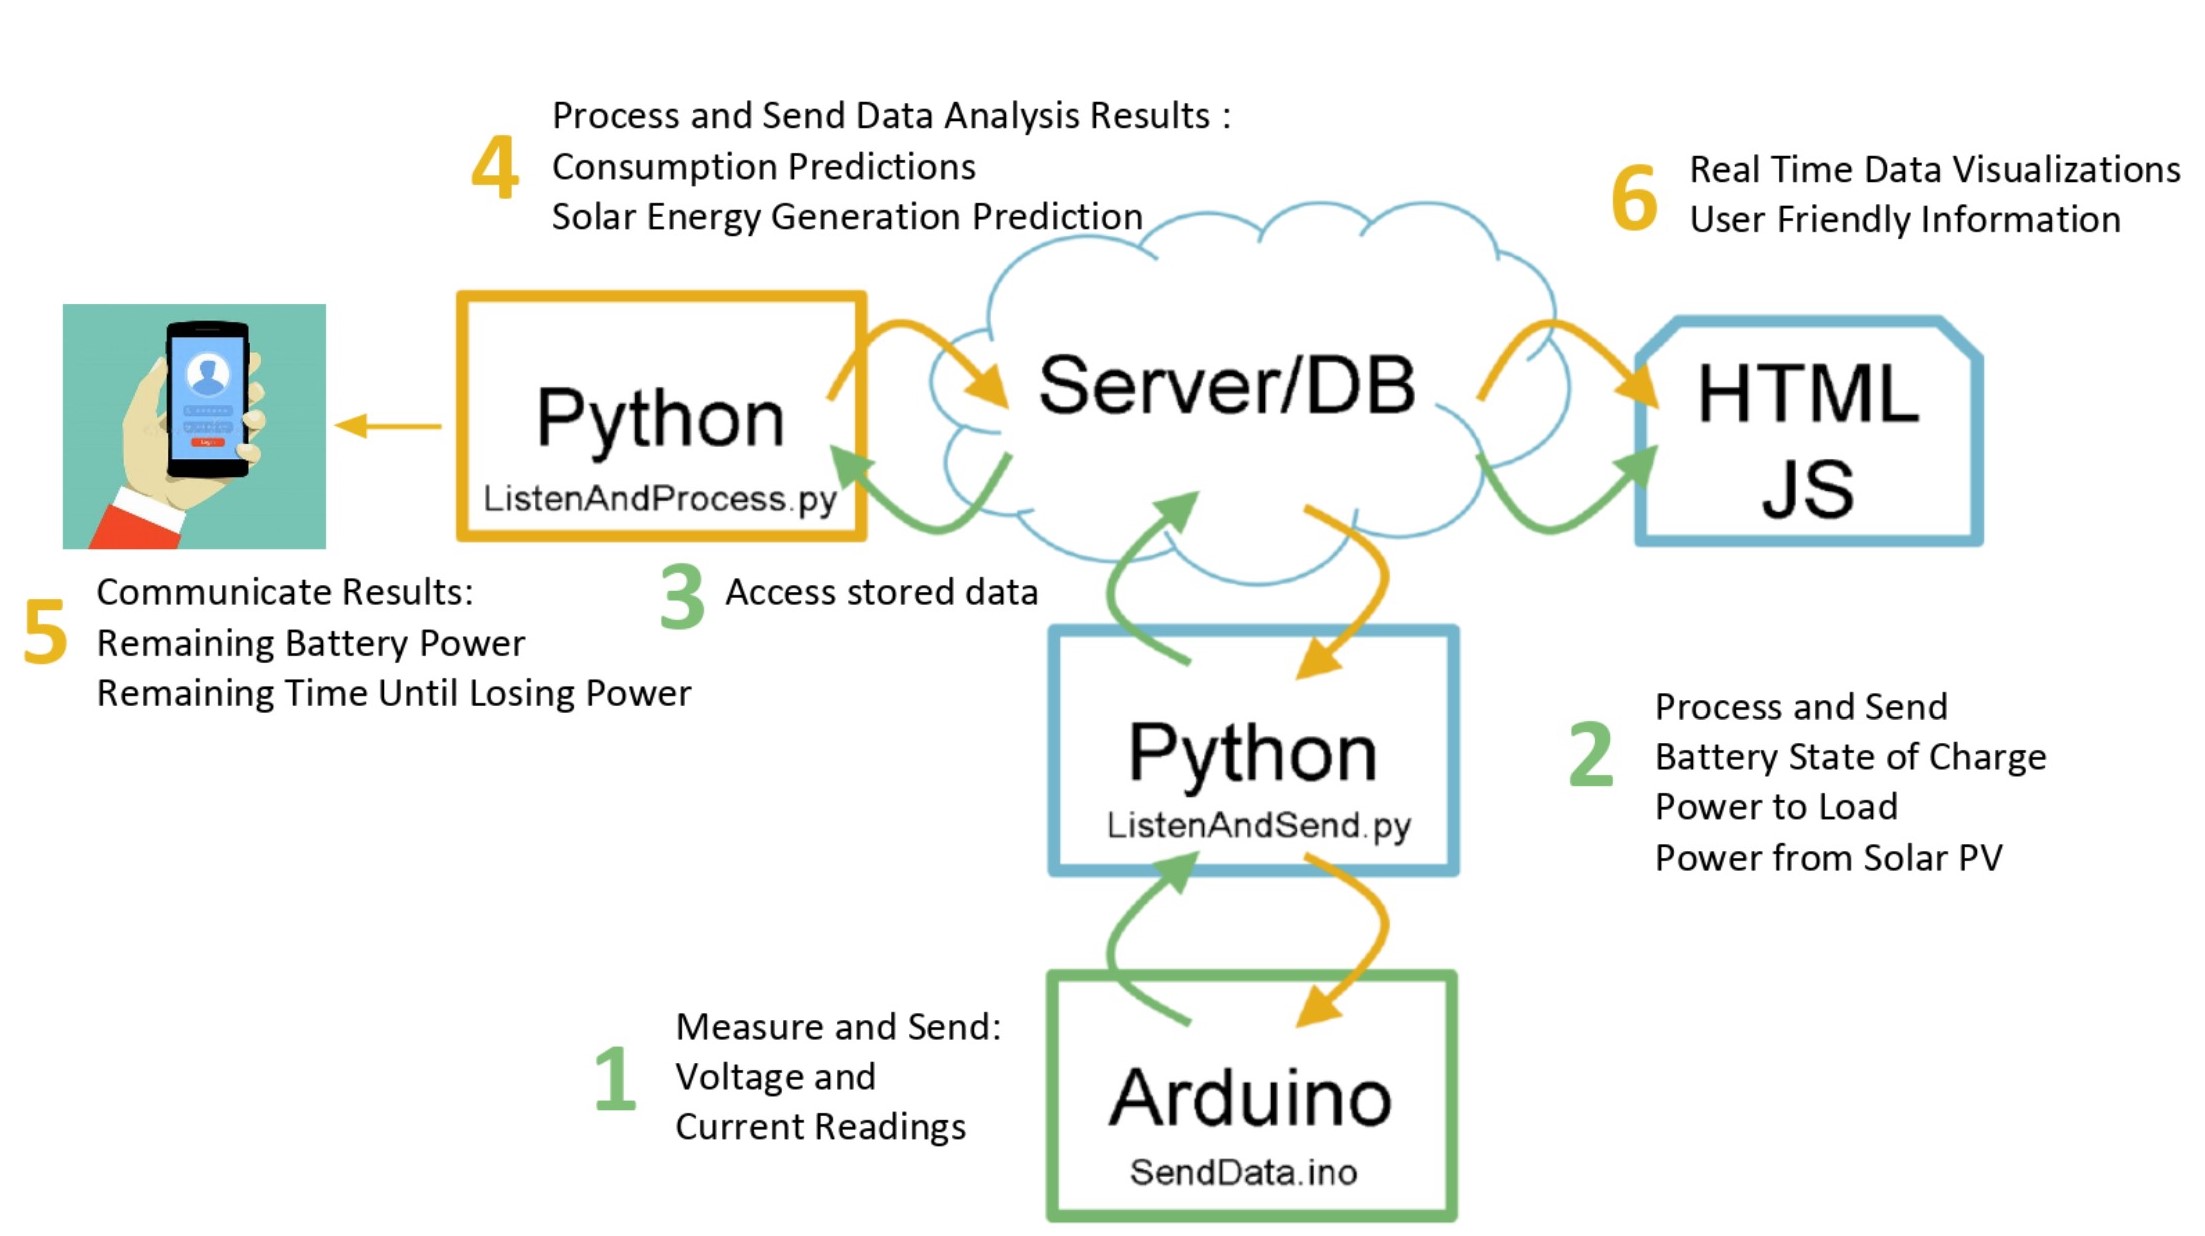 4
Process and Send Data Analysis Results :
Consumption Predictions
Solar Energy Generation Prediction
6
Real Time Data Visualizations
User Friendly Information
Python
ListenAndProcess.py
Server/DB
HTML
JS
5
Communicate Results:
Remaining Battery Power
Remaining Time Until Losing Power
3
Access stored data
Python
ListenAndSend.py
2
Process and Send
Battery State of Charge
Power to Load
Power from Solar PV
1
Measure and Send:
Voltage and
Current Readings
Arduino
SendData.ino